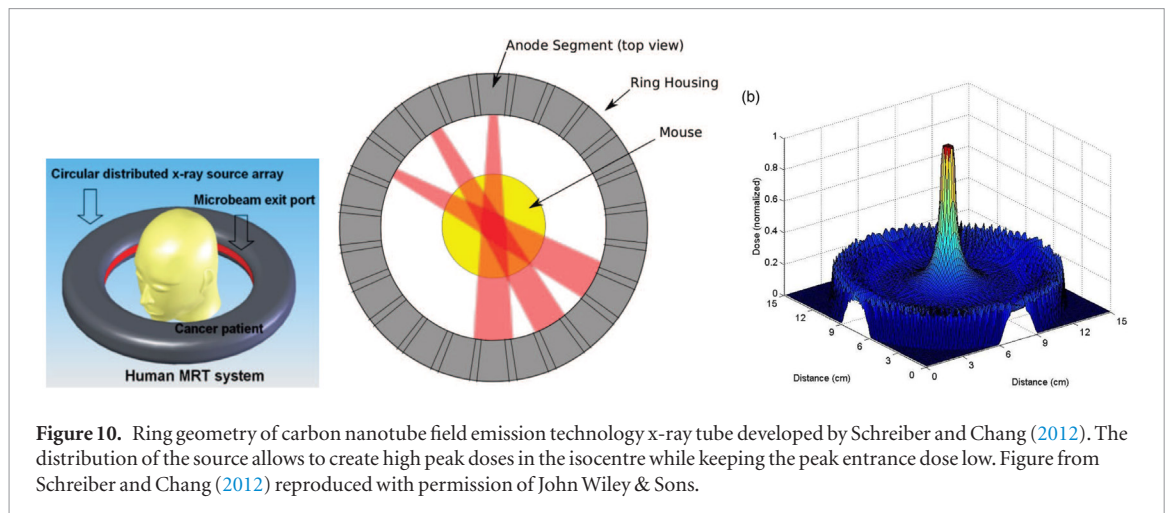 Circular distributed x-ray source array
Microbeam exit port
Cancer patient
Human MRT system
Anode Segment (top view)
Ring Housing
Mouse
(b)
Dose (normalized)
1
0.8
0.6
0.4
0.2
0
15
12
9
6
3
0
Distance (cm)
0
3
6
9
12
15
Distance (cm)
Figure 10. Ring geometry of carbon nanotube field emission technology x-ray tube developed by Schreiber and Chang (2012). The
distribution of the source allows to create high peak doses in the isocentre while keeping the peak entrance dose low. Figure from
Schreiber and Chang (2012) reproduced with permission of John Wiley & Sons.